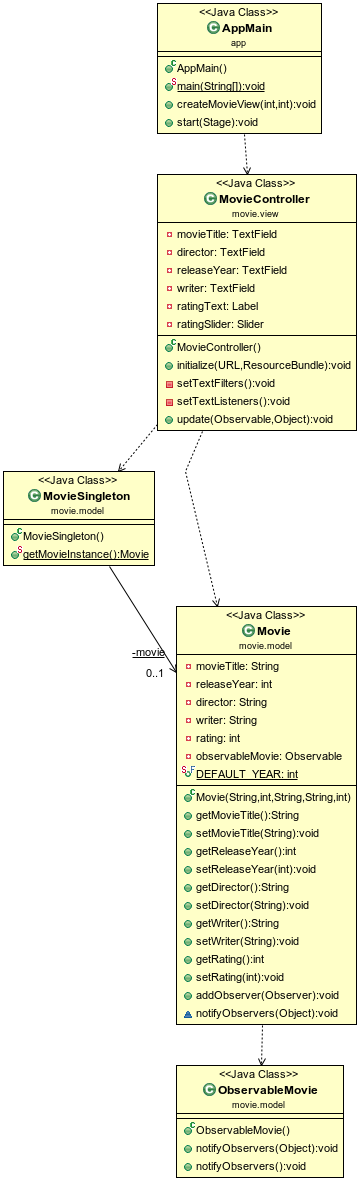 <<Java Class>>
AppMain
app
AppMain()
main(String[]):void
createMovieView(int,int):void
start(Stage):void
<<Java Class>>
MovieController
movie.view
movieTitle: TextField
director: TextField
releaseYear: TextField
writer: TextField
ratingText: Label
ratingSlider: Slider
MovieController()
initialize(URL,ResourceBundle):void
setTextFilters():void
setTextListeners():void
update(Observable,Object):void
<<Java Class>>
MovieSingleton
movie.model
MovieSingleton()
getMovieInstance():Movie
-movie
0..1
<<Java Class>>
Movie
movie.model
movieTitle: String
releaseYear: int
director: String
writer: String
rating: int
observableMovie: Observable
DEFAULT_YEAR: int
Movie(String,int,String,String,int)
getMovieTitle():String
setMovieTitle(String):void
getReleaseYear():int
setReleaseYear(int):void
getDirector():String
setDirector(String):void
getWriter():String
setWriter(String):void
getRating():int
setRating(int):void
addObserver(Observer):void
notifyObservers(Object):void
<<Java Class>>
ObservableMovie
movie.model
ObservableMovie()
notifyObservers(Object):void
notifyObservers():void